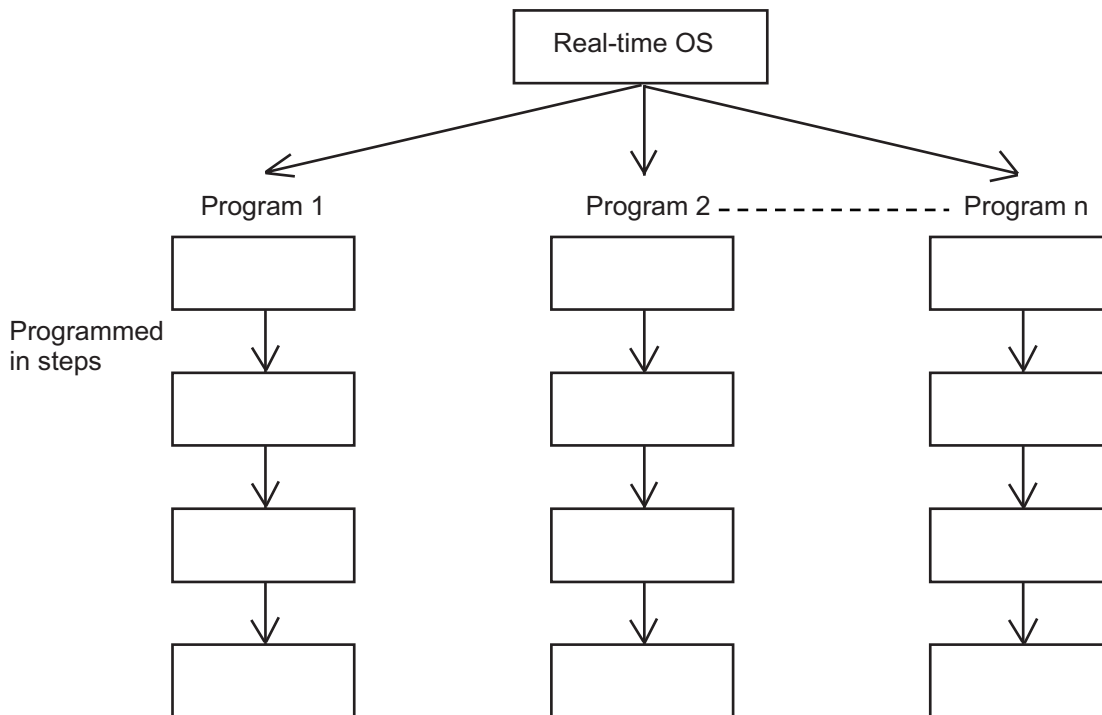 Real-time OS
Program 1
Program 2
Program n
Programmed
in steps